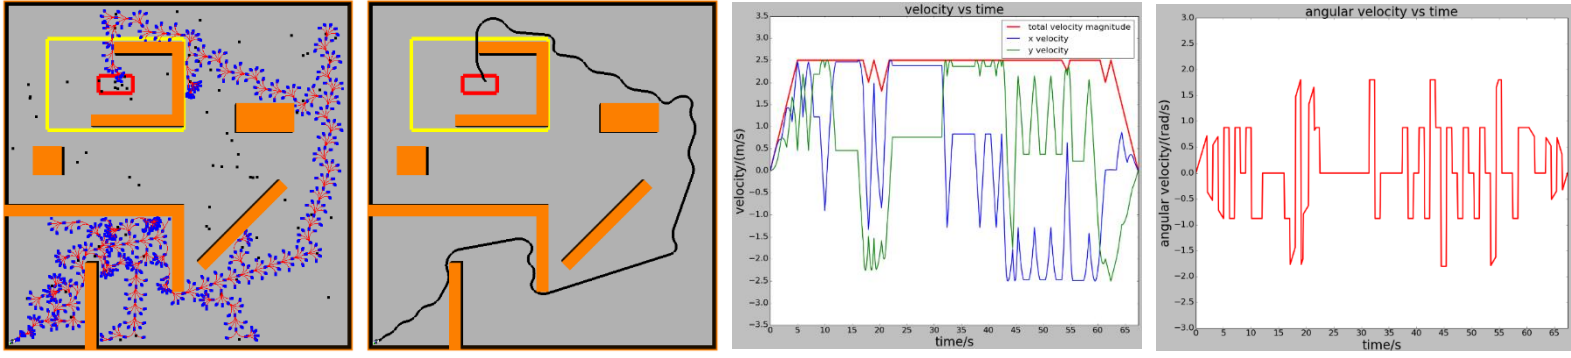 velocity vs time
velocity/(m/s)
3.5
3.0
2.5
2.0
1.5
1.0
0.5
0.0
−0.5
−1.0
−1.5
−2.0
−2.5
−3.0
−3.5
total velocity magnitude
x velocity
y velocity
0 5 10 15 20 25 30 35 40 45 50 55 60 65
time/s
angular velocity vs time
angular velocity/(rad/s)
3.0
2.5
2.0
1.5
1.0
0.5
0.0
−0.5
−1.0
−1.5
−2.0
−2.5
−3.0
0 5 10 15 20 25 30 35 40 45 50 55 60 65
time/s